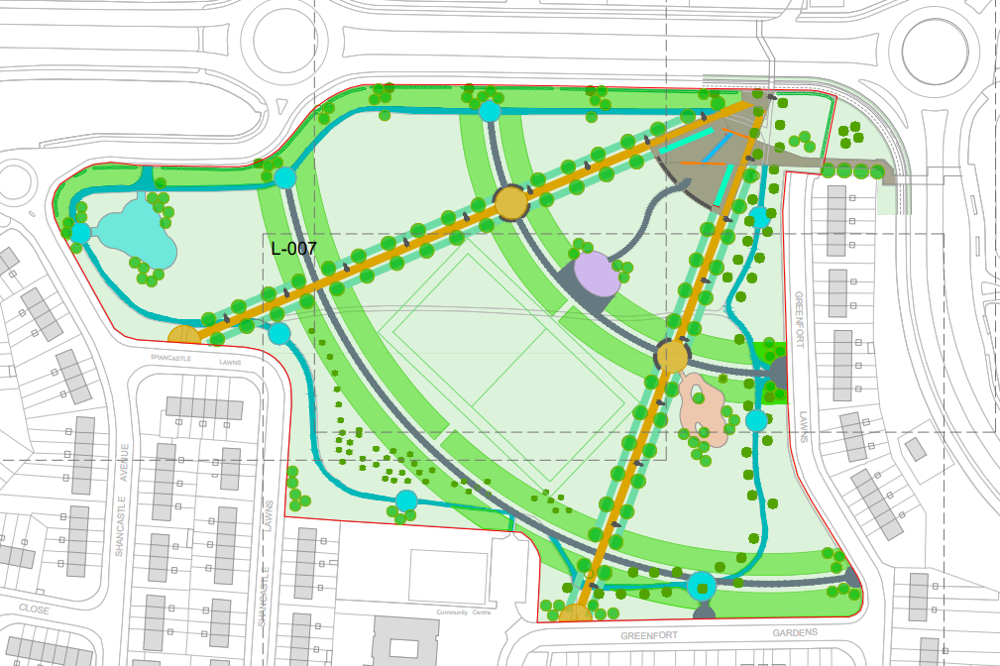 L-007
SHANCASTLE
LAWNS
GREENFORT
LAWNS
SHANCASTLE
AVENUE
SHANCASTLE
LAWNS
CLOSE
Community Centre
GREENFORT
GARDENS